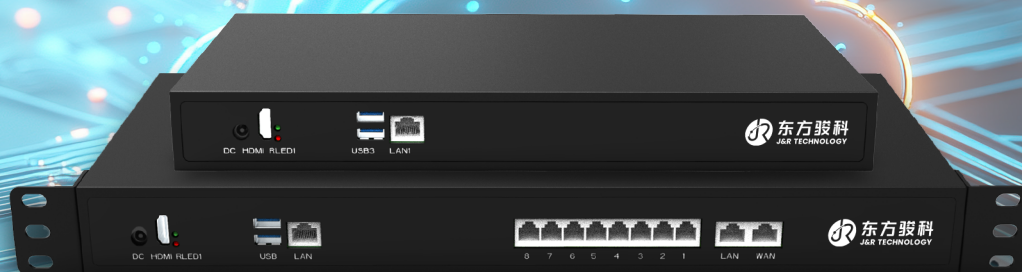 DC HDMI RLED1 USB3 LAN1
东方骏科
J&R TECHNOLOGY
DC HDMI RLED1 USB LAN 8 7 6 5 4 3 2 1 LAN WAN
东方骏科
J&R TECHNOLOGY